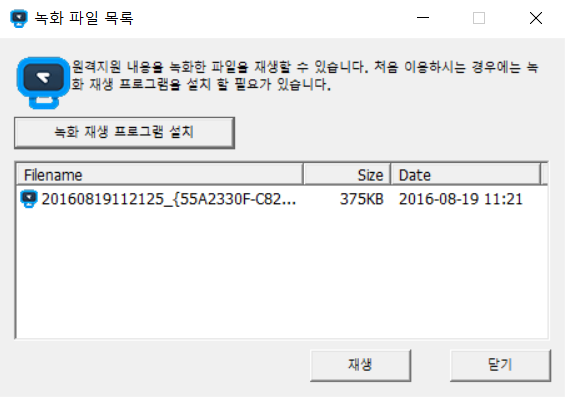 녹화 파일 목록
원격지원 내용을 녹화한 파일을 재생할 수 있습니다. 처음 이용하시는 경우에는 녹
화 재생 프로그램을 설치 할 필요가 있습니다.
녹화 재생 프로그램 설치
Filename Size Date
20160819112125_{55A2330F-C82... 375KB 2016-08-19 11:21
재생 닫기